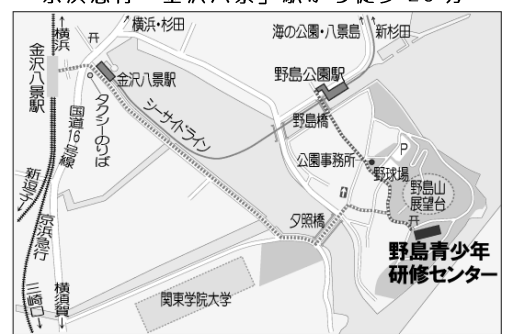 京浜急行「金沢八景」駅から徒歩20分
横浜
横浜・杉田
海の公園・八景島
新杉田
金沢八景駅
金沢八景駅
野島公園駅
タクシーのりば
国道16号線
シーサイドライン
野島橋
公園事務所
P
野球場
野島山
展望台
新逗子
夕照橋
野島青少年
研修センター
京浜急行
関東学院大学
三崎口
横須賀